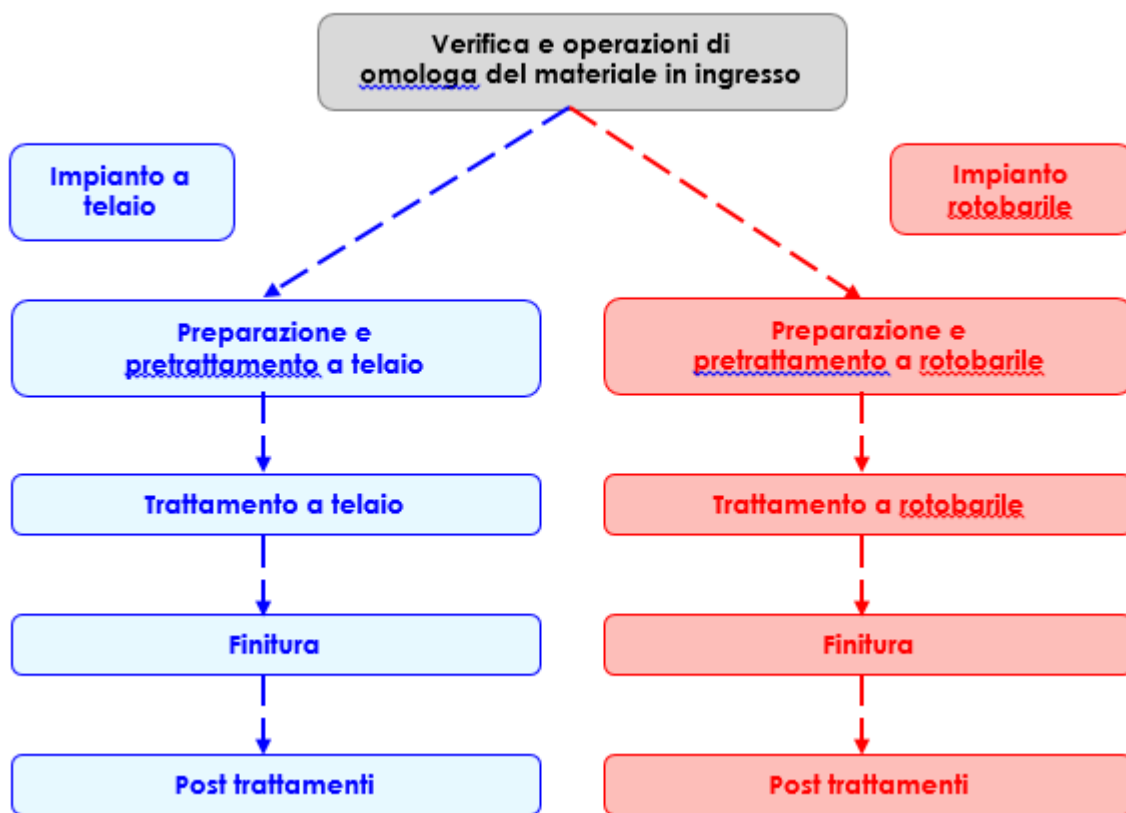 Verifica e operazioni di
omologa del materiale in ingresso
Impianto a
telaio
Impianto
rotobarile
Preparazione e
pretrattamento a telaio
Preparazione e
pretrattamento a rotobarile
Trattamento a telaio
Trattamento a rotobarile
Finitura
Finitura
Post trattamenti
Post trattamenti